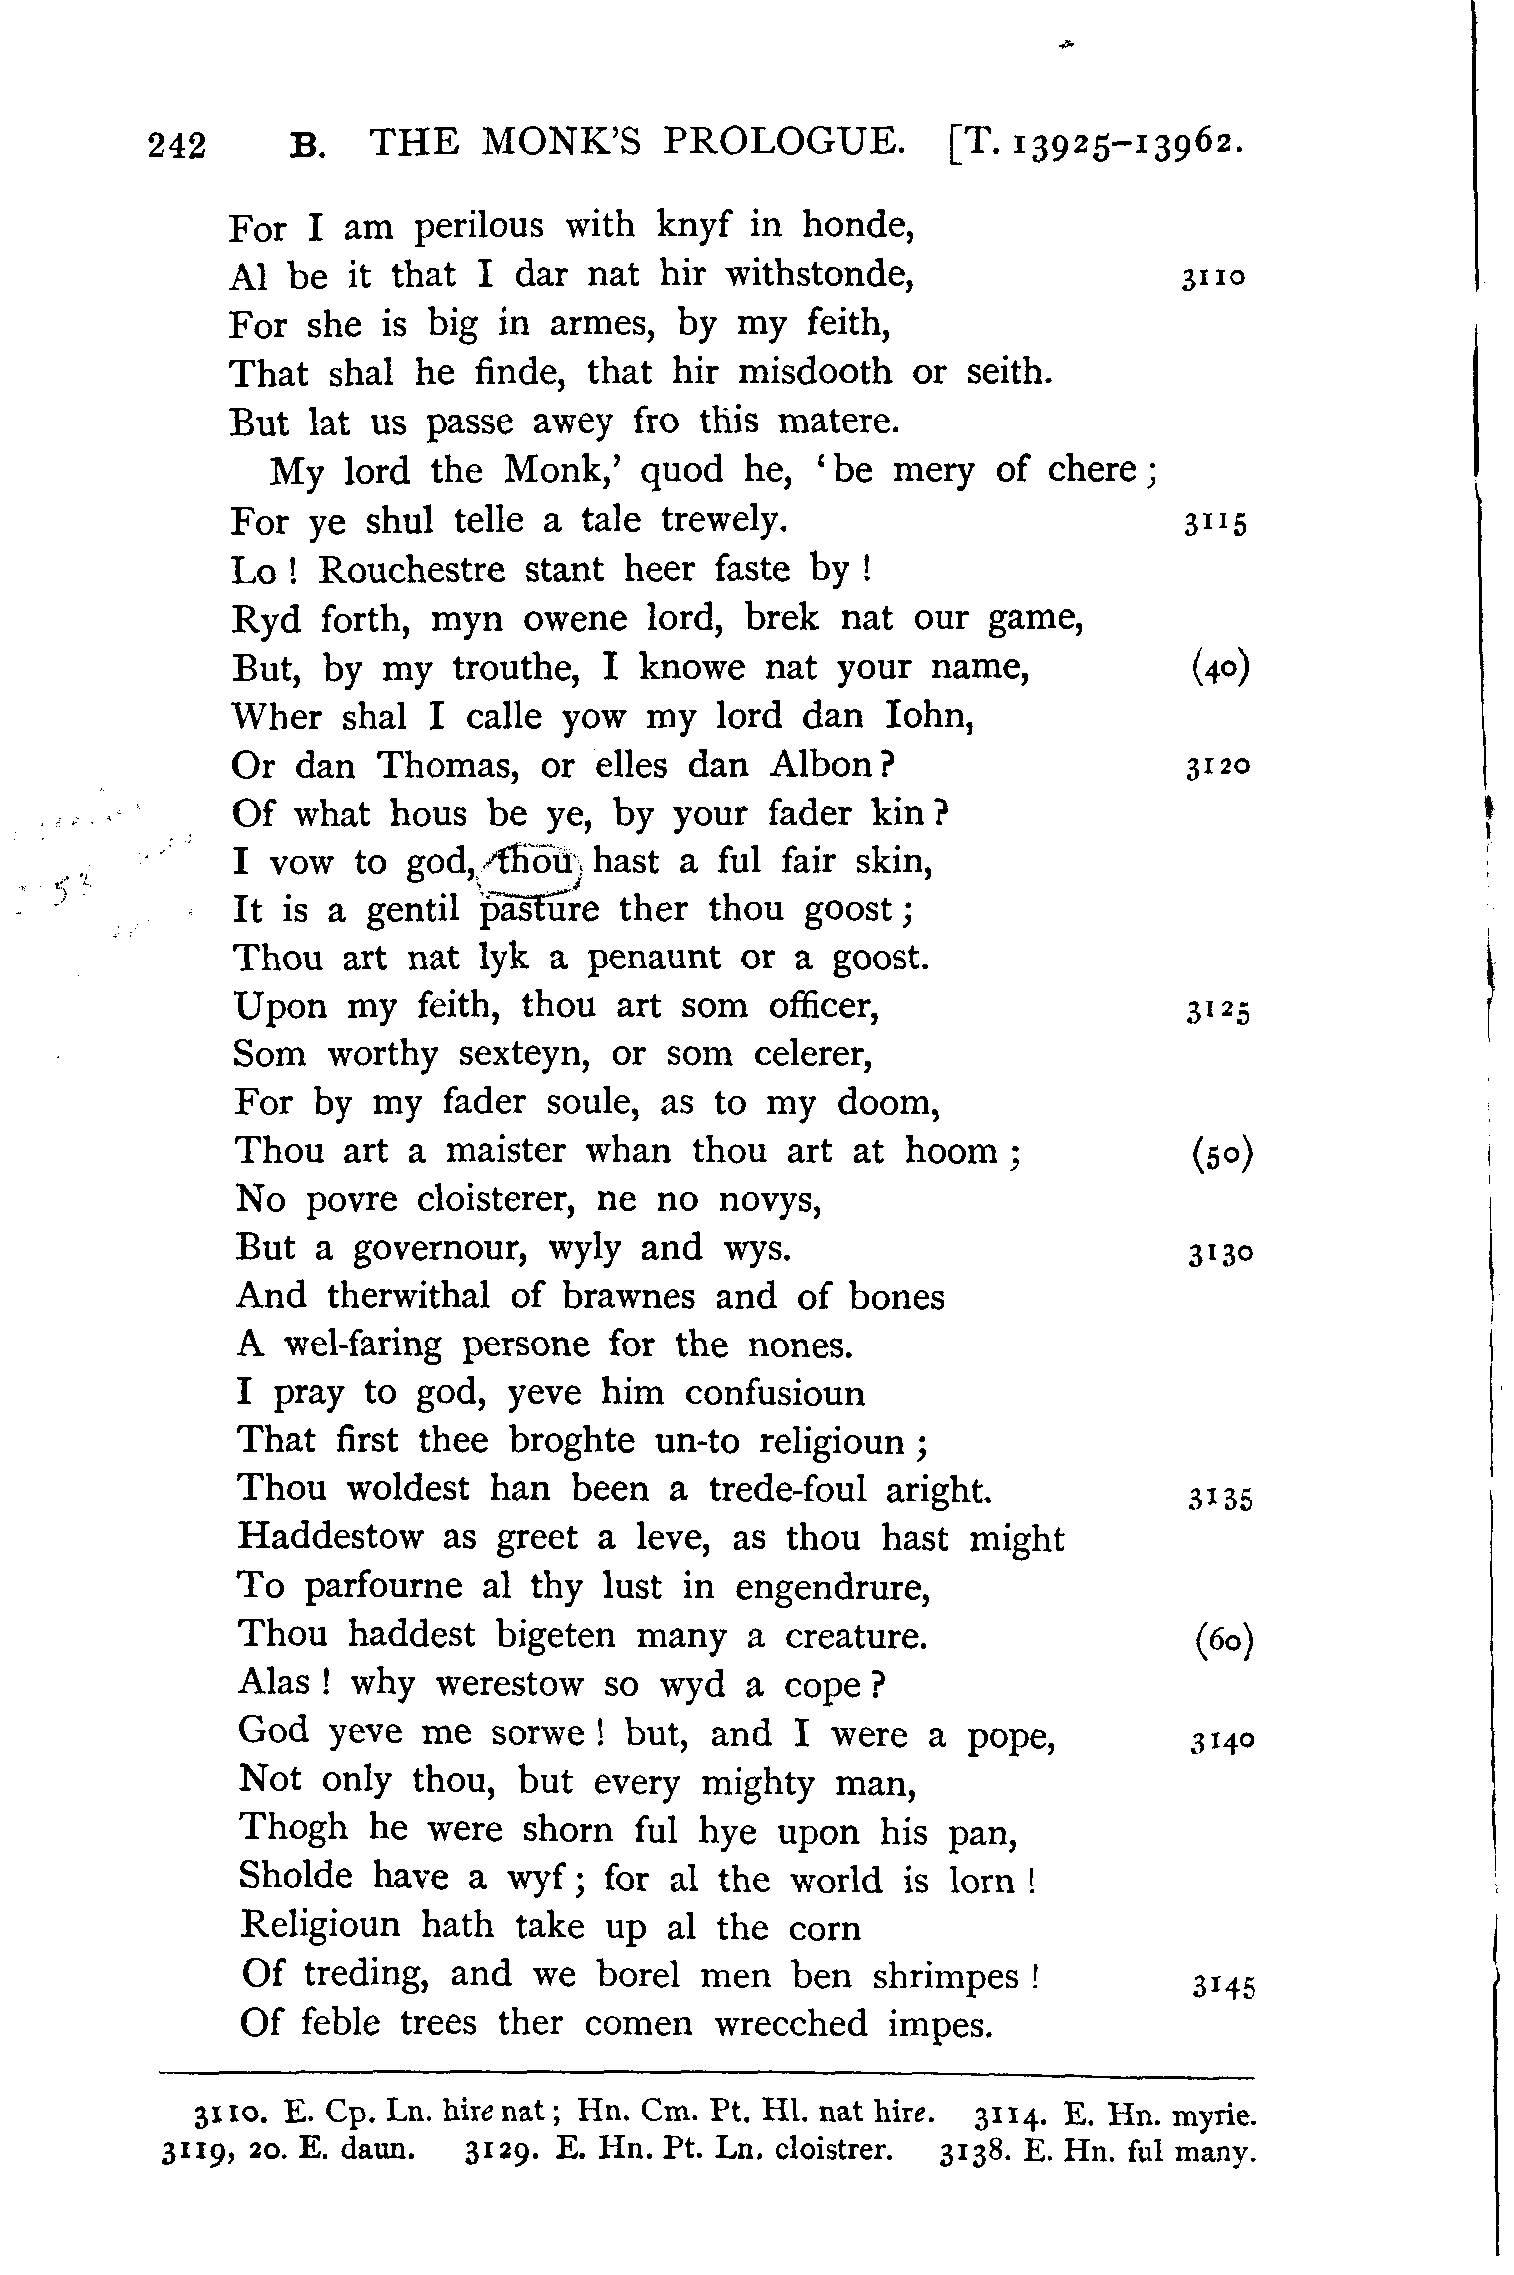 242 B. THE MONK'S PROLOGUE. [T. 13925–13962.
For I am perilous with knyf in honde,
Al be it that I dar nat hir withstonde, 3110
For she is big in armes, by my feith,
That shal he finde, that hir misdooth or seith.
But lat us passe awey fro this matere.
My lord the Monk,' quod he, 'be mery of chere;
For ye shul telle a tale trewely. 3115
Lo! Rouchestre stant heer faste by!
Ryd forth, myn owene lord, brek nat our game,
But, by my trouthe, I knowe nat your name, (40)
Wher shal I calle yow my lord dan Iohn,
Or dan Thomas, or elles dan Albon? 3120
Of what hous be ye, by your fader kin?
I vow to god, thou hast a ful fair skin,
It is a gentil pasture ther thou goost;
Thou art nat lyk a penaunt or a goost.
Upon my feith, thou art som officer, 3125
Som worthy sexteyn, or som celerer,
For by my fader soule, as to my doom,
Thou art a maister whan thou art at hoom; (50)
No povre cloisterer, ne no novys,
But a governour, wyly and wys. 3130
And therwithal of brawnes and of bones
A wel-faring persone for the nones.
I pray to god, yeve him confusioun
That first thee broghte un-to religioun;
Thou woldest han been a trede-foul aright. 3135
Haddestow as greet a leve, as thou hast might
To parfourne al thy lust in engendrure,
Thou haddest bigeten many a creature. (60)
Alas! why werestow so wyd a cope?
God yeve me sorwe! but, and I were a pope, 3140
Not only thou, but every mighty man,
Thogh he were shorn ful hye upon his pan,
Sholde have a wyf; for al the world is lorn!
Religioun hath take up al the corn
Of treding, and we borel men ben shrimpes! 3145
Of feble trees ther comen wrecched impes.
3110. E. Cp. Ln. hire nat; Hn. Cm. Pt. Hl. nat hire. 3114. E. Hn. myrie.
3119, 20. E. daun. 3129. E. Hn. Pt. Ln. cloistrer. 3138. E. Hn. ful many.